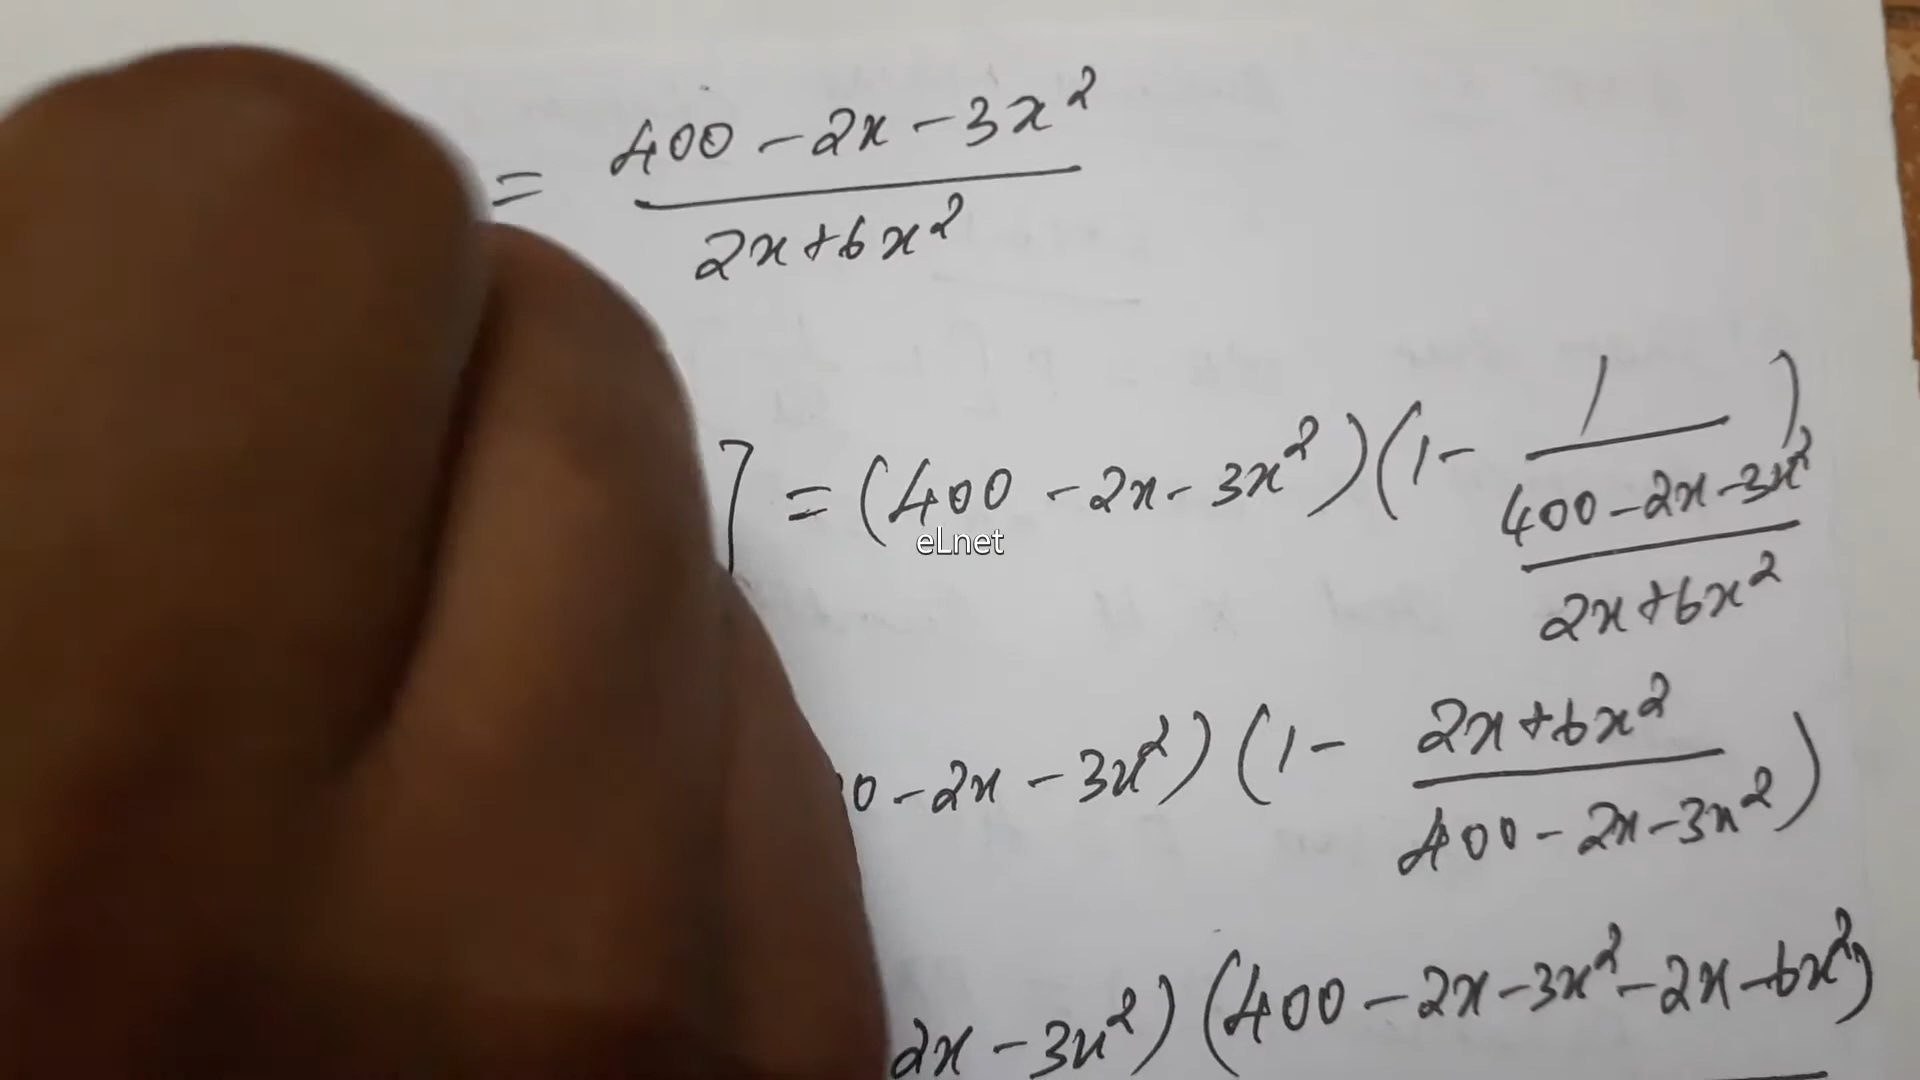 = 400 - 2x - 3x²
2x + 6x²
] = (400 - 2x - 3x²) (1 - 1
400 - 2x - 3x²
2x + 6x²
)
eLnet
0 - 2x - 3x²) (1 - 2x + 6x²
400 - 2x - 3x²
)
2x - 3x²) (400 - 2x - 3x² - 2x - 6x²)